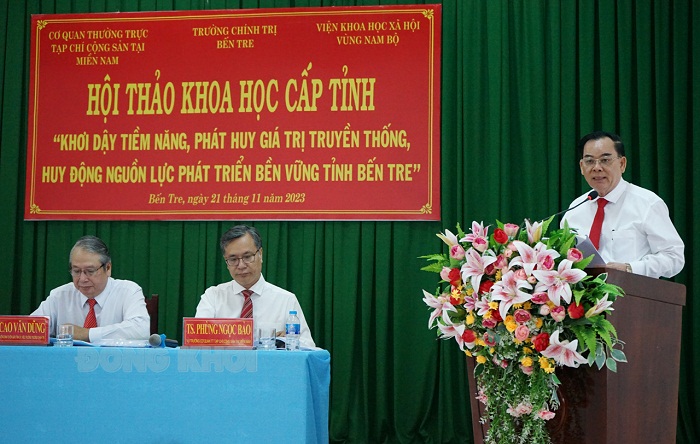 CƠ QUAN THƯỜNG TRỰC
TẠP CHÍ CỘNG SẢN TẠI
MIỀN NAM
TRƯỜNG CHÍNH TRỊ
BẾN TRE
VIỆN KHOA HỌC XÃ HỘI
VÙNG NAM BỘ
HỘI THẢO KHOA HỌC CẤP TỈNH
“KHƠI DẬY TIỀM NĂNG, PHÁT HUY GIÁ TRỊ TRUYỀN THỐNG,
HUY ĐỘNG NGUỒN LỰC PHÁT TRIỂN BỀN VỮNG TỈNH BẾN TRE”
Bến Tre, ngày 21 tháng 11 năm 2023
CAO VĂN DŨNG
TS. PHÙNG NGỌC BẢO
ĐỒNG KHỞI